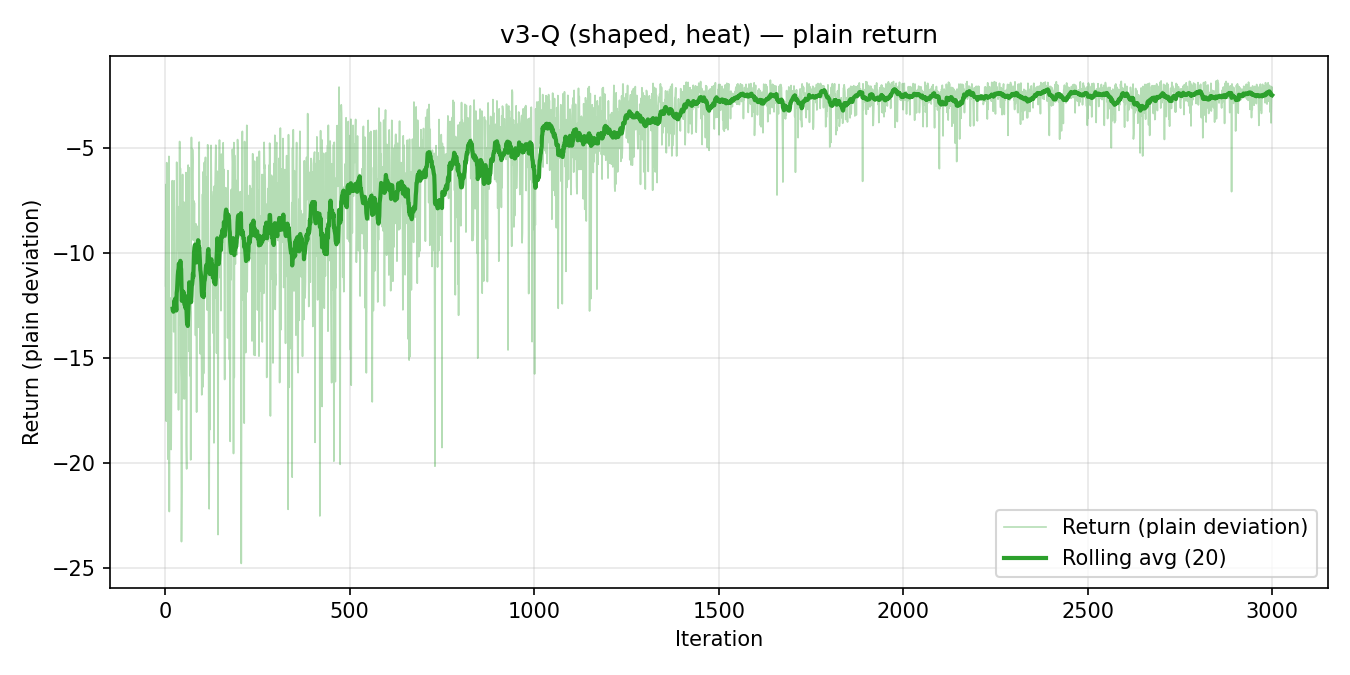 v3-Q (shaped, heat) — plain return
Return (plain deviation)
−5
−10
−15
−20
−25
0
500
1000
1500
2000
2500
3000
Iteration
Return (plain deviation)
Rolling avg (20)